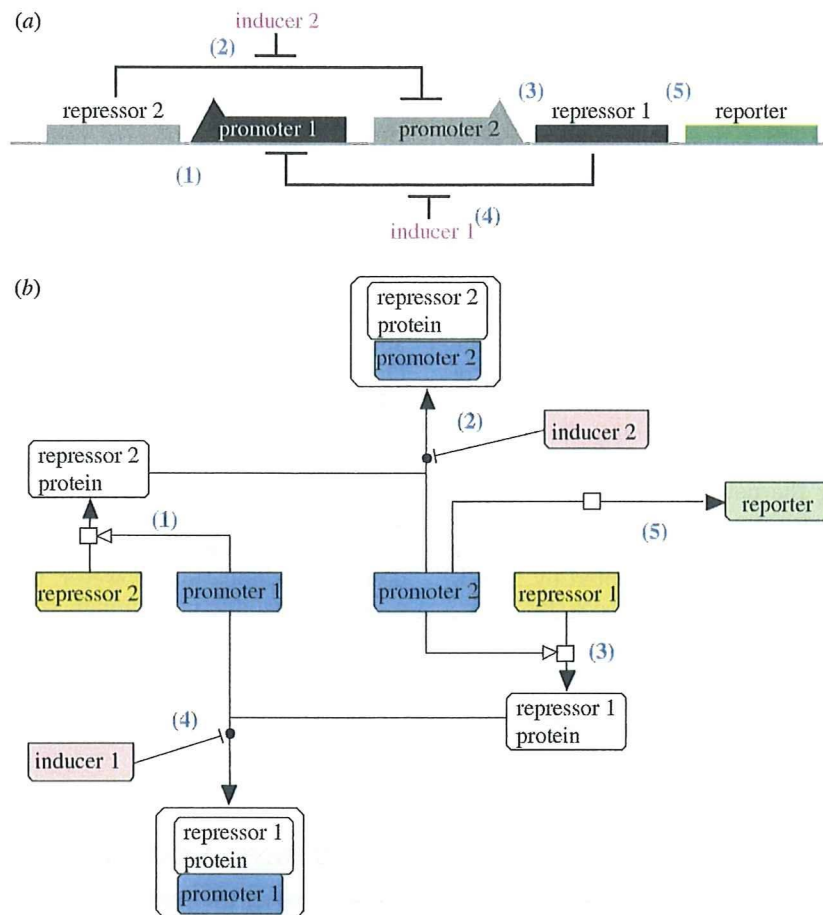 (a)
inducer 2
(2)
repressor 2
promoter 1
promoter 2
(3)
repressor 1
(5)
reporter
(1)
(4)
inducer 1
(b)
repressor 2
protein
promoter 2
(2)
inducer 2
repressor 2
protein
reporter
(1)
(5)
repressor 2
promoter 1
promoter 2
repressor 1
(3)
(4)
repressor 1
protein
inducer 1
repressor 1
protein
promoter 1